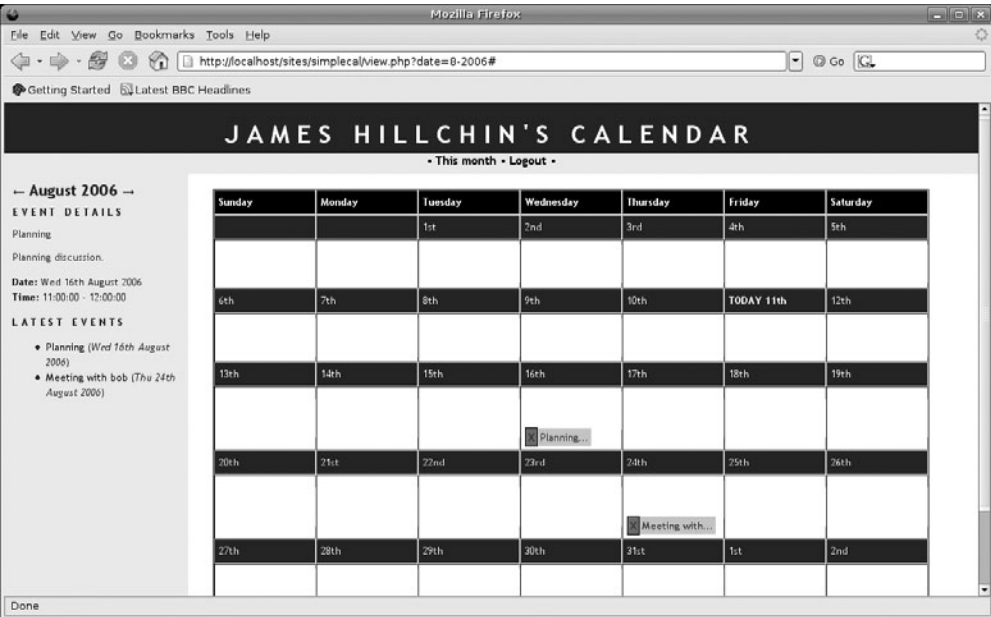 Mozilla Firefox
File Edit View Go Bookmarks Tools Help
http://localhost/sites/simplecal/view.php?date=8-2006#
Go
Getting Started Latest BBC Headlines
JAMES HILLCHIN'S CALENDAR
• This month • Logout •
← August 2006 →
EVENT DETAILS
Planning
Planning discussion.
Date: Wed 16th August 2006
Time: 11:00:00 - 12:00:00
LATEST EVENTS
• Planning (Wed 16th August
2006)
• Meeting with bob (Thu 24th
August 2006)
Sunday Monday Tuesday Wednesday Thursday Friday Saturday
1st 2nd 3rd 4th 5th
6th 7th 8th 9th 10th TODAY 11th 12th
13th 14th 15th 16th 17th 18th 19th
X Planning...
20th 21st 22nd 23rd 24th 25th 26th
X Meeting with...
27th 28th 29th 30th 31st 1st 2nd
Done